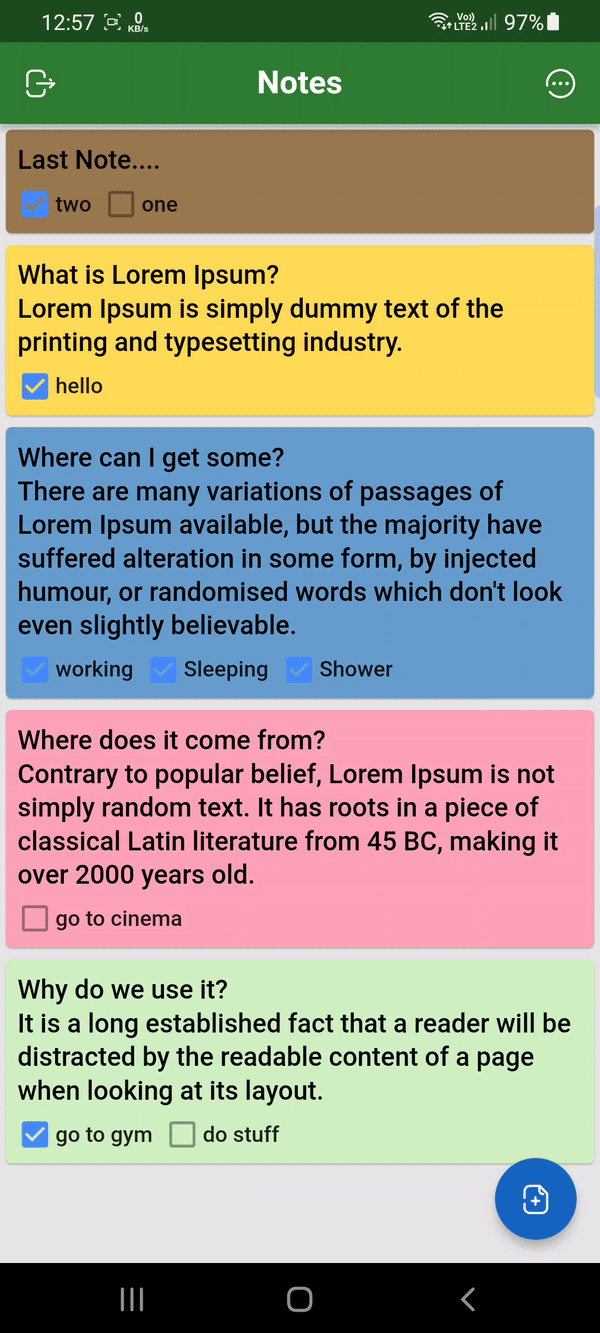 12:57 0 KB/s Vo)) LTE2 97%
Notes
Last Note....
two one
What is Lorem Ipsum?
Lorem Ipsum is simply dummy text of the
printing and typesetting industry.
hello
Where can I get some?
There are many variations of passages of
Lorem Ipsum available, but the majority have
suffered alteration in some form, by injected
humour, or randomised words which don't look
even slightly believable.
working Sleeping Shower
Where does it come from?
Contrary to popular belief, Lorem Ipsum is not
simply random text. It has roots in a piece of
classical Latin literature from 45 BC, making it
over 2000 years old.
go to cinema
Why do we use it?
It is a long established fact that a reader will be
distracted by the readable content of a page
when looking at its layout.
go to gym do stuff